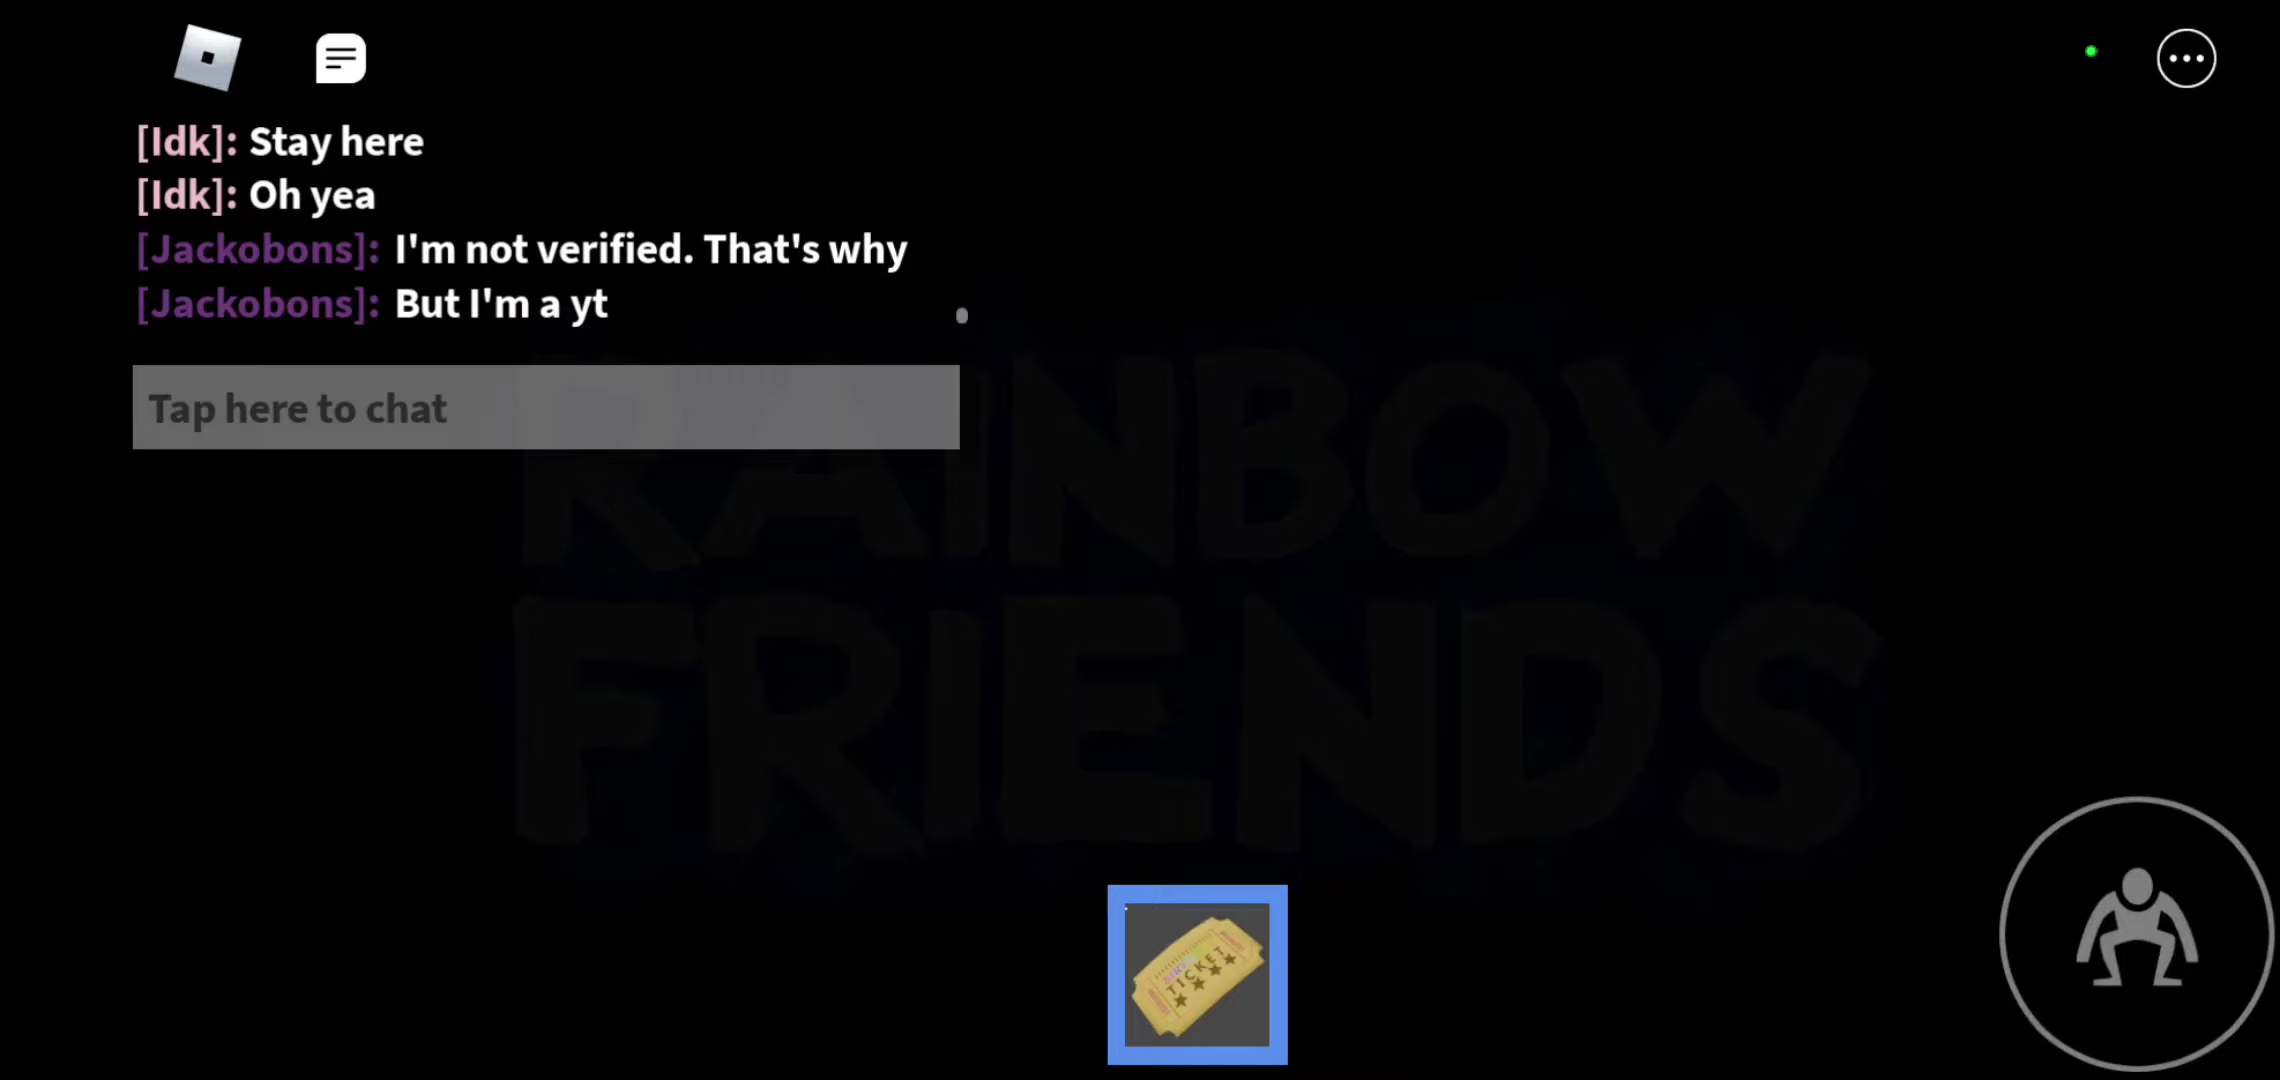 [Idk]: Stay here
[Idk]: Oh yea
[Jackobons]: I'm not verified. That's why
[Jackobons]: But I'm a yt
Tap here to chat
RAINBOW
FRIENDS
TICKET